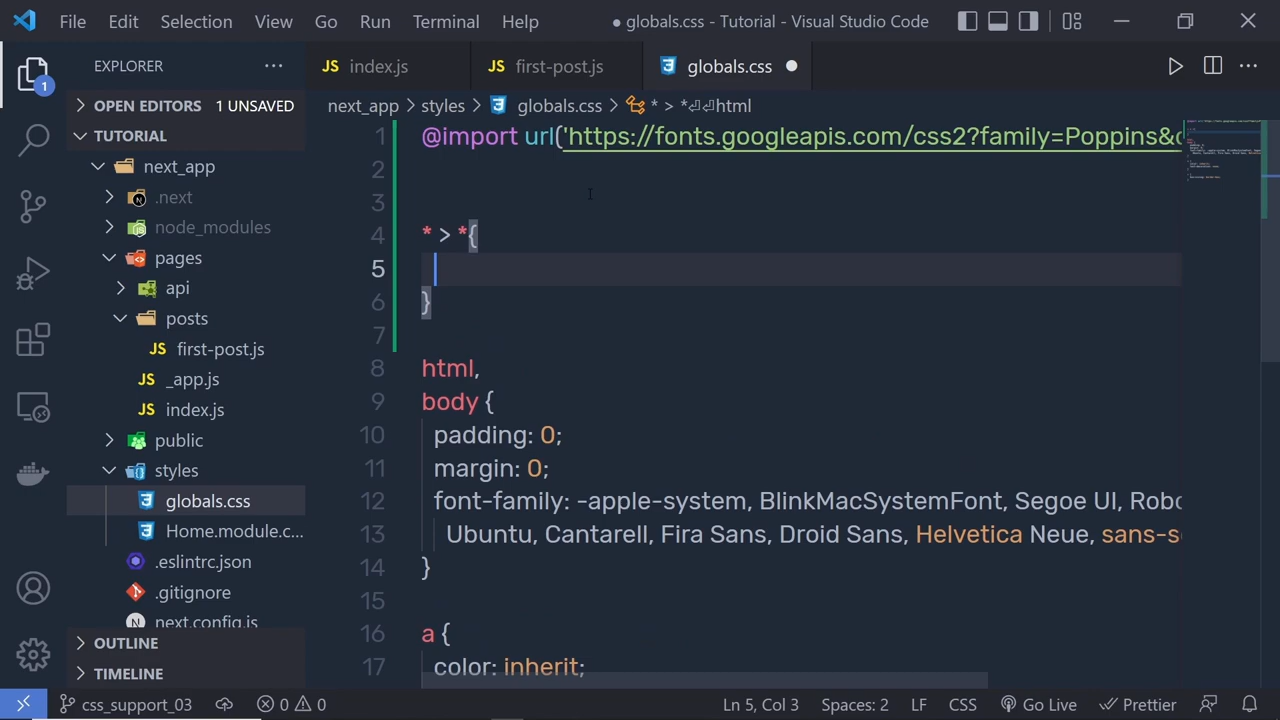 File Edit Selection View Go Run Terminal Help ● globals.css - Tutorial - Visual Studio Code
EXPLORER ...
JS index.js
JS first-post.js
globals.css ●
OPEN EDITORS 1 UNSAVED
next_app > styles > globals.css > * > *⏎⏎html
TUTORIAL
next_app
.next
node_modules
pages
api
posts
JS first-post.js
JS _app.js
JS index.js
public
styles
globals.css
Home.module.c...
.eslintrc.json
.gitignore
next.config.js
OUTLINE
TIMELINE
1
1 @import url('https://fonts.googleapis.com/css2?family=Poppins&
2
3
4 * > *{
5
6 }
7
8 html,
9 body {
10 padding: 0;
11 margin: 0;
12 font-family: -apple-system, BlinkMacSystemFont, Segoe UI, Robo
13 Ubuntu, Cantarell, Fira Sans, Droid Sans, Helvetica Neue, sans-s
14 }
15
16 a {
17 color: inherit;
css_support_03 0 0 Ln 5, Col 3 Spaces: 2 LF CSS Go Live Prettier